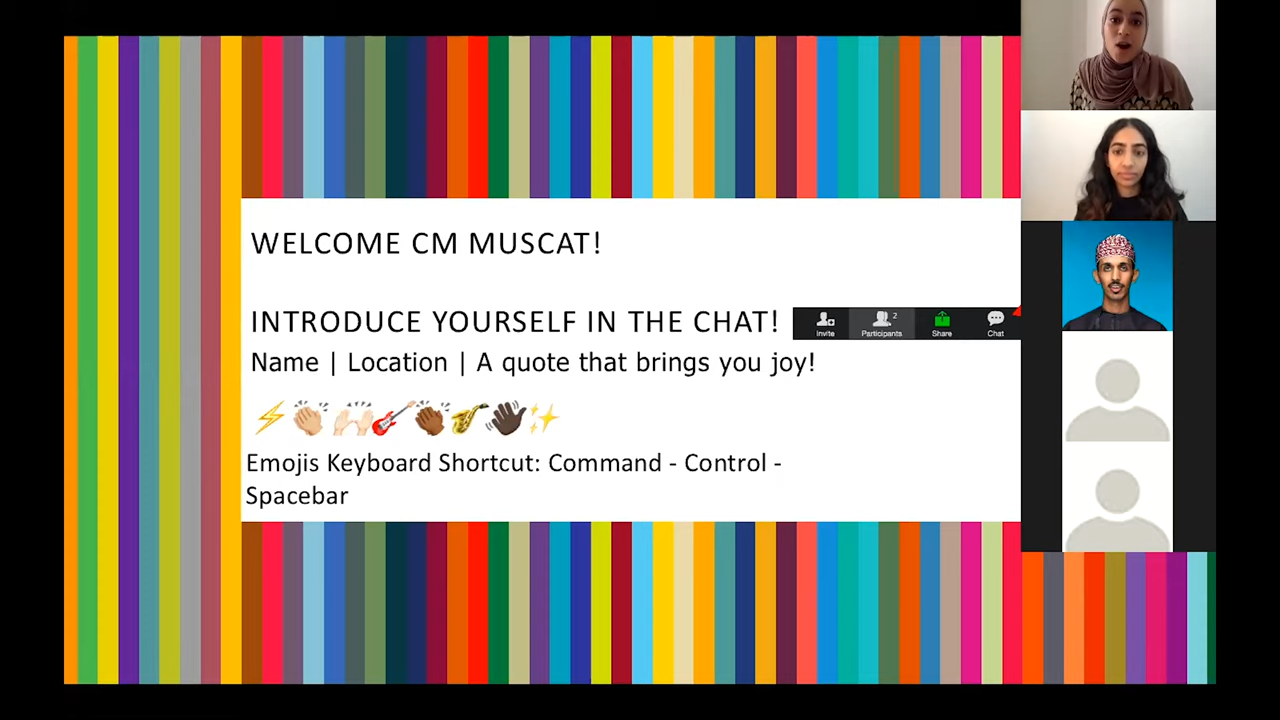 WELCOME CM MUSCAT!
INTRODUCE YOURSELF IN THE CHAT!
Invite
Participants 2
Share
Chat
Name | Location | A quote that brings you joy!
Emojis Keyboard Shortcut: Command - Control -
Spacebar